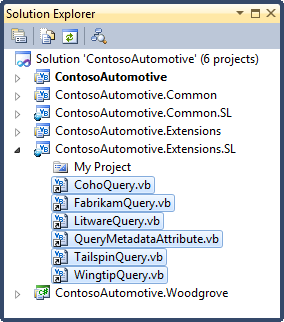 Solution Explorer
Solution 'ContosoAutomotive' (6 projects)
ContosoAutomotive
ContosoAutomotive.Common
ContosoAutomotive.Common.SL
ContosoAutomotive.Extensions
ContosoAutomotive.Extensions.SL
My Project
CohoQuery.vb
FabrikamQuery.vb
LitwareQuery.vb
QueryMetadataAttribute.vb
TailspinQuery.vb
WingtipQuery.vb
ContosoAutomotive.Woodgrove